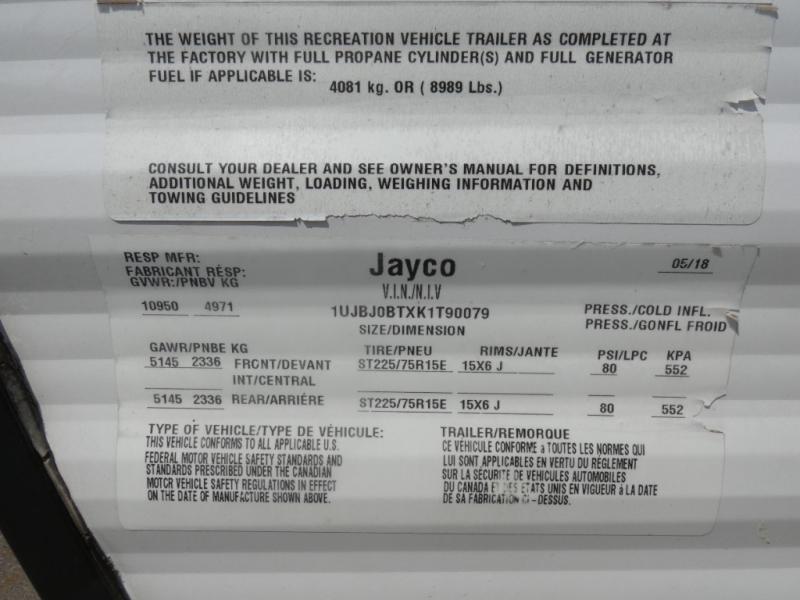 THE WEIGHT OF THIS RECREATION VEHICLE TRAILER AS COMPLETED AT
THE FACTORY WITH FULL PROPANE CYLINDER(S) AND FULL GENERATOR
FUEL IF APPLICABLE IS:
4081 kg. OR ( 8989 Lbs.)
CONSULT YOUR DEALER AND SEE OWNER'S MANUAL FOR DEFINITIONS,
ADDITIONAL WEIGHT, LOADING, WEIGHING INFORMATION AND
TOWING GUIDELINES
RESP MFR:
FABRICANT RÉSP:
GVWR:/PNBV KG
Jayco
05/18
V.I.N./N.I.V
10950 4971
1UJBJ0BTXK1T90079
PRESS./COLD INFL.
SIZE/DIMENSION
PRESS./GONFL FROID
GAWR/PNBE KG
TIRE/PNEU RIMS/JANTE PSI/LPC KPA
5145 2336 FRONT/DEVANT ST225/75R15E 15X6 J 80 552
INT/CENTRAL
5145 2336 REAR/ARRIÉRE ST225/75R15E 15X6 J 80 552
TYPE OF VEHICLE/TYPE DE VÉHICULE:
THIS VEHICLE CONFORMS TO ALL APPLICABLE U.S.
FEDERAL MOTOR VEHICLE SAFETY STANDARDS AND
STANDARDS PRESCRIBED UNDER THE CANADIAN
MOTOR VEHICLE SAFETY REGULATIONS IN EFFECT
ON THE DATE OF MANUFACTURE SHOWN ABOVE.
TRAILER/REMORQUE
CE VÉHICULE CONFORME à TOUTES LES NORMES QUI
LUI SONT APPLICABLES EN VERTU DU RÈGLEMENT
SUR LA SÉCURITÉ DE VÉHICULES AUTOMOBILES
DU CANADA ET DES ÉTATS UNIS EN VIGUEUR à LA DATE
DE SA FABRICATION CI-DESSUS.